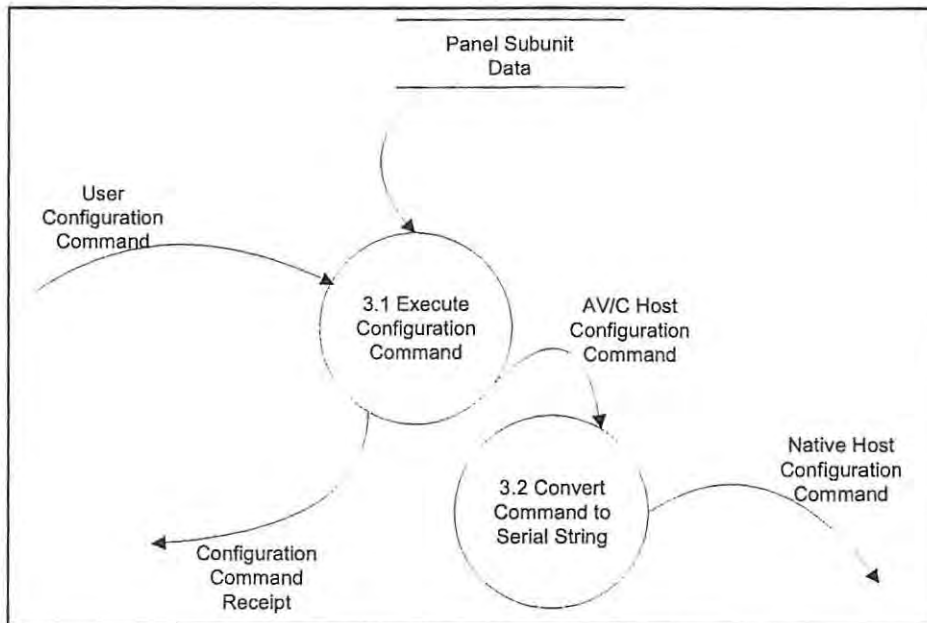 Panel Subunit
Data
User
Configuration
Command
3.1 Execute
Configuration
Command
AV/C Host
Configuration
Command
3.2 Convert
Command to
Serial String
Native Host
Configuration
Command
Configuration
Command
Receipt